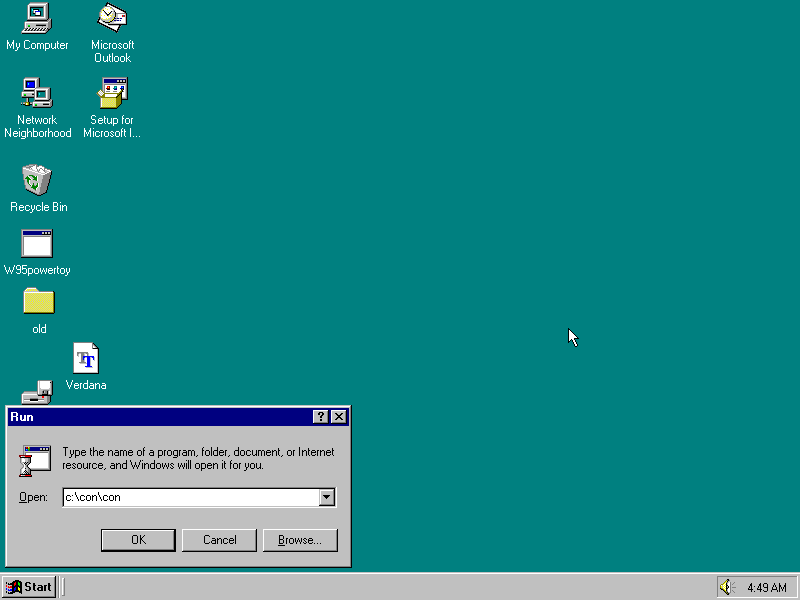 My Computer
Microsoft
Outlook
Network
Neighborhood
Setup for
Microsoft I...
Recycle Bin
W95powertoy
old
Verdana
Run
Type the name of a program, folder, document, or Internet
resource, and Windows will open it for you.
Open:
c:\con\con
OK
Cancel
Browse...
Start
4:49 AM